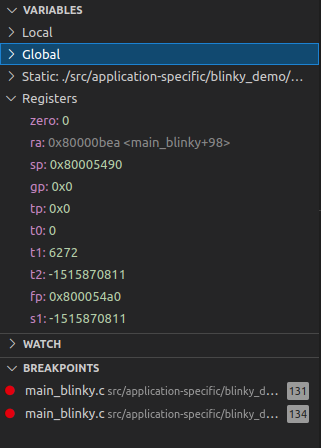 VARIABLES
Local
Global
Static: ./src/application-specific/blinky_demo/...
Registers
zero: 0
ra: 0x80000bea <main_blinky+98>
sp: 0x80005490
gp: 0x0
tp: 0x0
t0: 0
t1: 6272
t2: -1515870811
fp: 0x800054a0
s1: -1515870811
WATCH
BREAKPOINTS
main_blinky.c src/application-specific/blinky_d... 131
main_blinky.c src/application-specific/blinky_d... 134